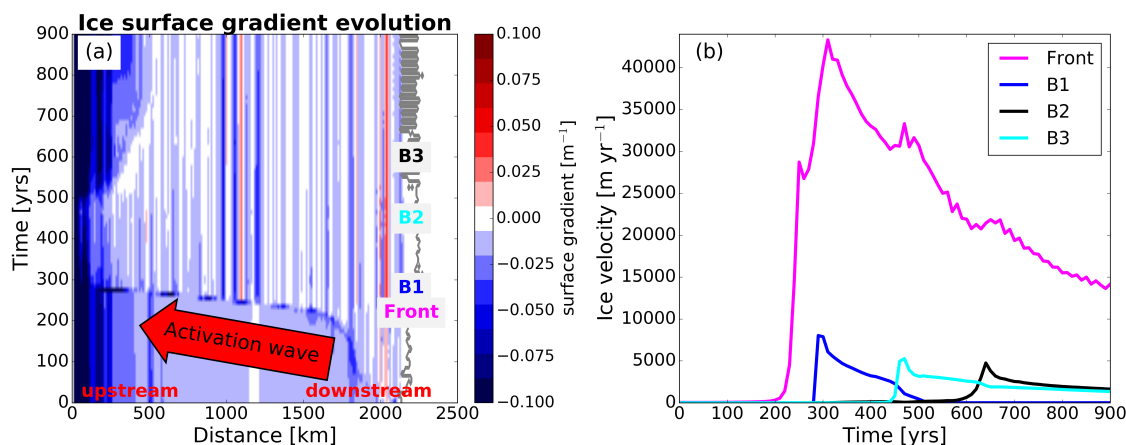 Ice surface gradient evolution
(a)
Time [yrs]
900
800
700
600
500
400
300
200
100
0
B3
B2
B1
Front
Activation wave
upstream
downstream
0
500
1000
1500
2000
2500
Distance [km]
0.100
0.075
0.050
0.025
0.000
−0.025
−0.050
−0.075
−0.100
surface gradient [m⁻¹]
(b)
Ice velocity [m yr⁻¹]
40000
35000
30000
25000
20000
15000
10000
5000
0
Front
B1
B2
B3
0 100 200 300 400 500 600 700 800 900
Time [yrs]